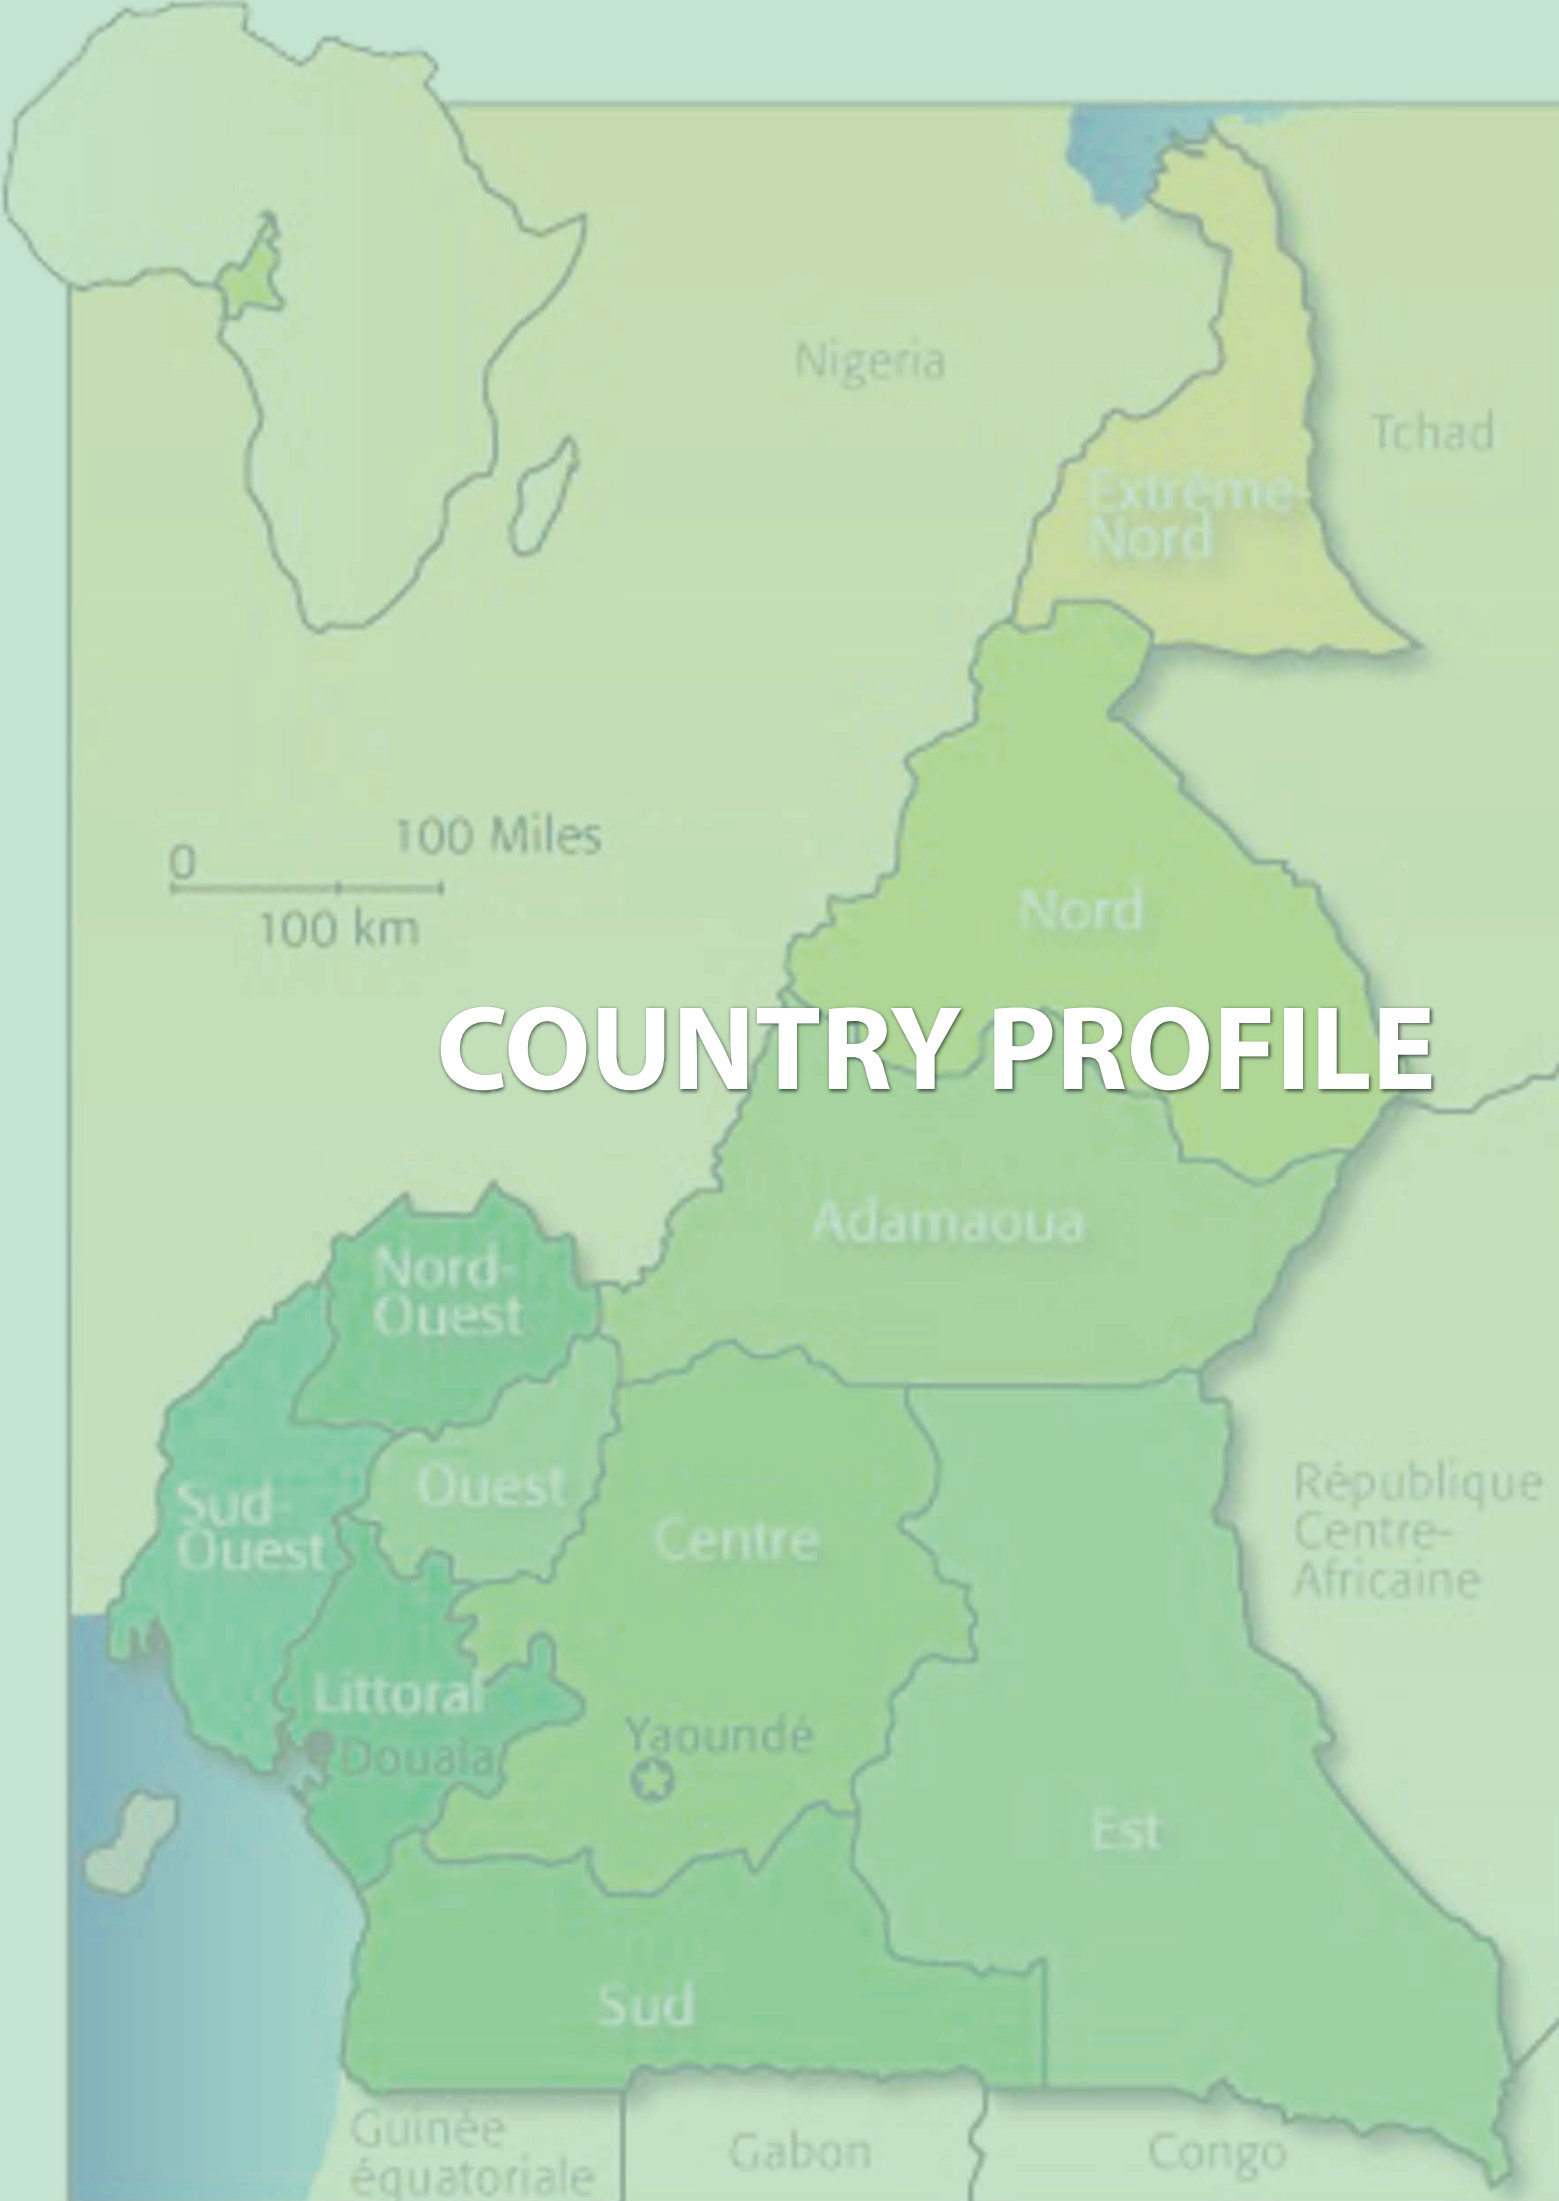 Nigeria
Tchad
Extrême-
Nord
100 Miles
0
100 km
Nord
COUNTRY PROFILE
Adamaoua
Nord-
Ouest
Ouest
Sud-
Ouest
Centre
République
Centre-
Africaine
Littoral
Douala
Yaoundé
Est
Sud
Guinée
équatoriale
Gabon
Congo